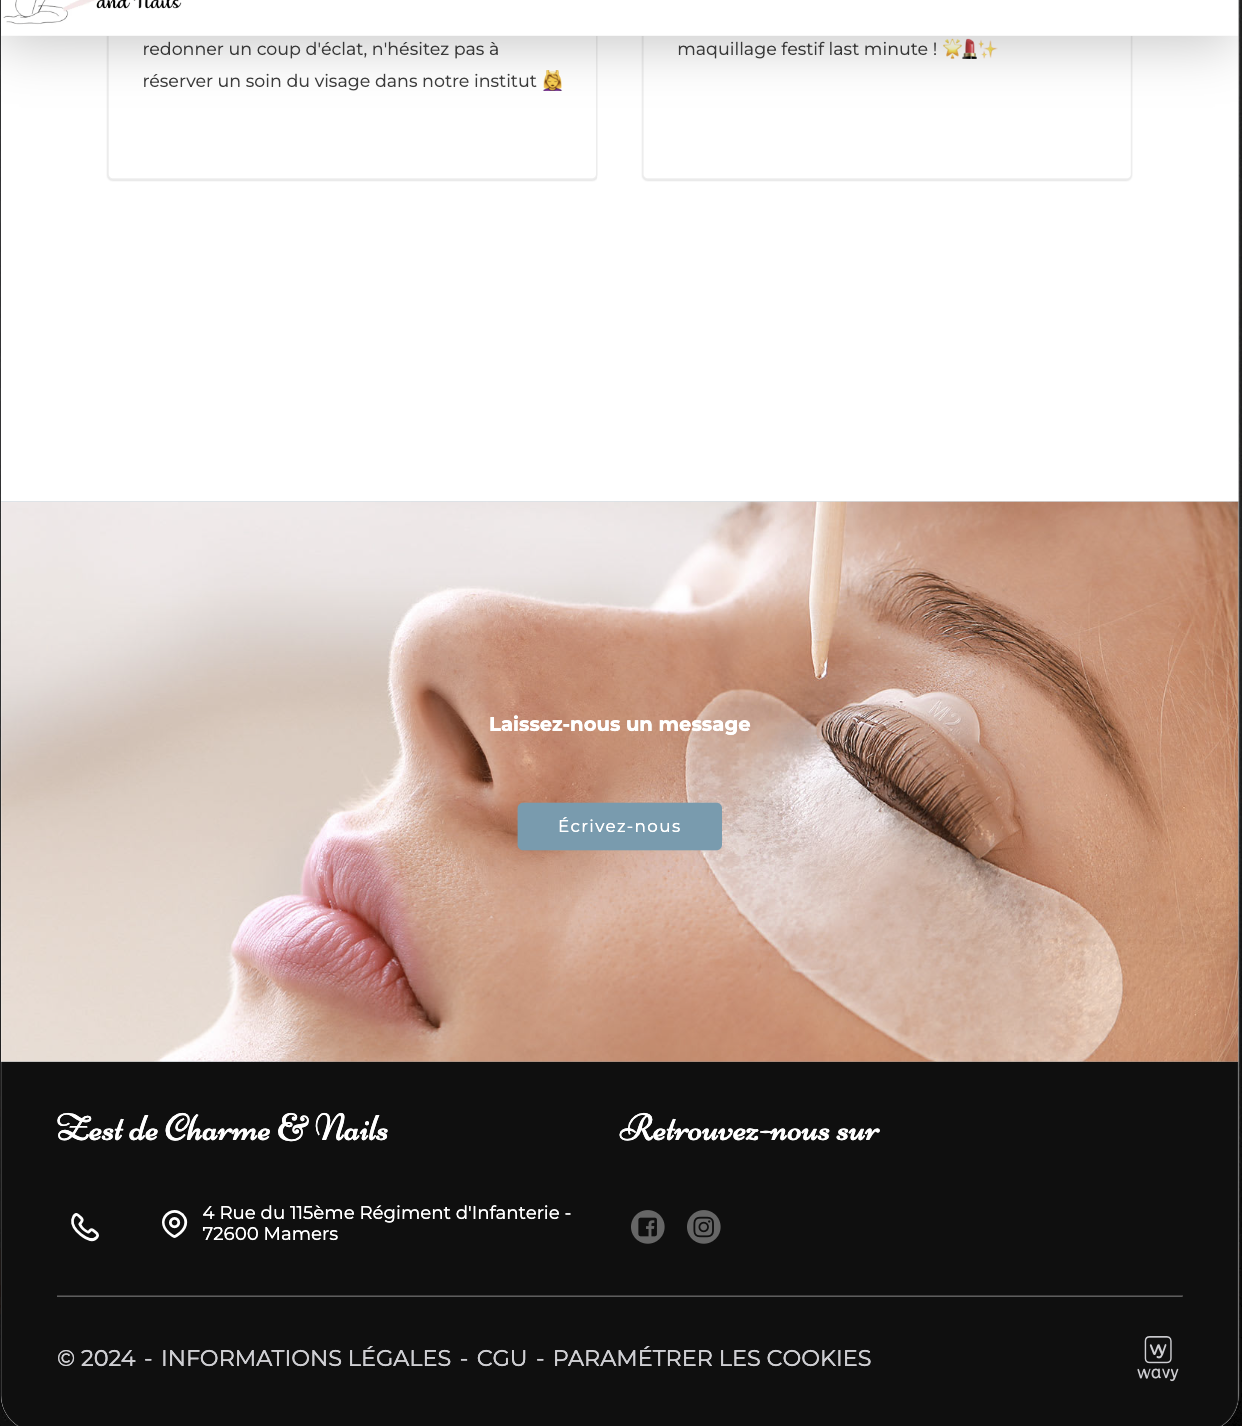 and Nails
redonner un coup d'éclat, n'hésitez pas à
réserver un soin du visage dans notre institut 💆‍♀️
maquillage festif last minute ! 🌟💄✨
Laissez-nous un message
Écrivez-nous
Zest de Charme & Nails
Retrouvez-nous sur
4 Rue du 115ème Régiment d'Infanterie -
72600 Mamers
© 2024 - INFORMATIONS LÉGALES - CGU - PARAMÉTRER LES COOKIES
W
wavy